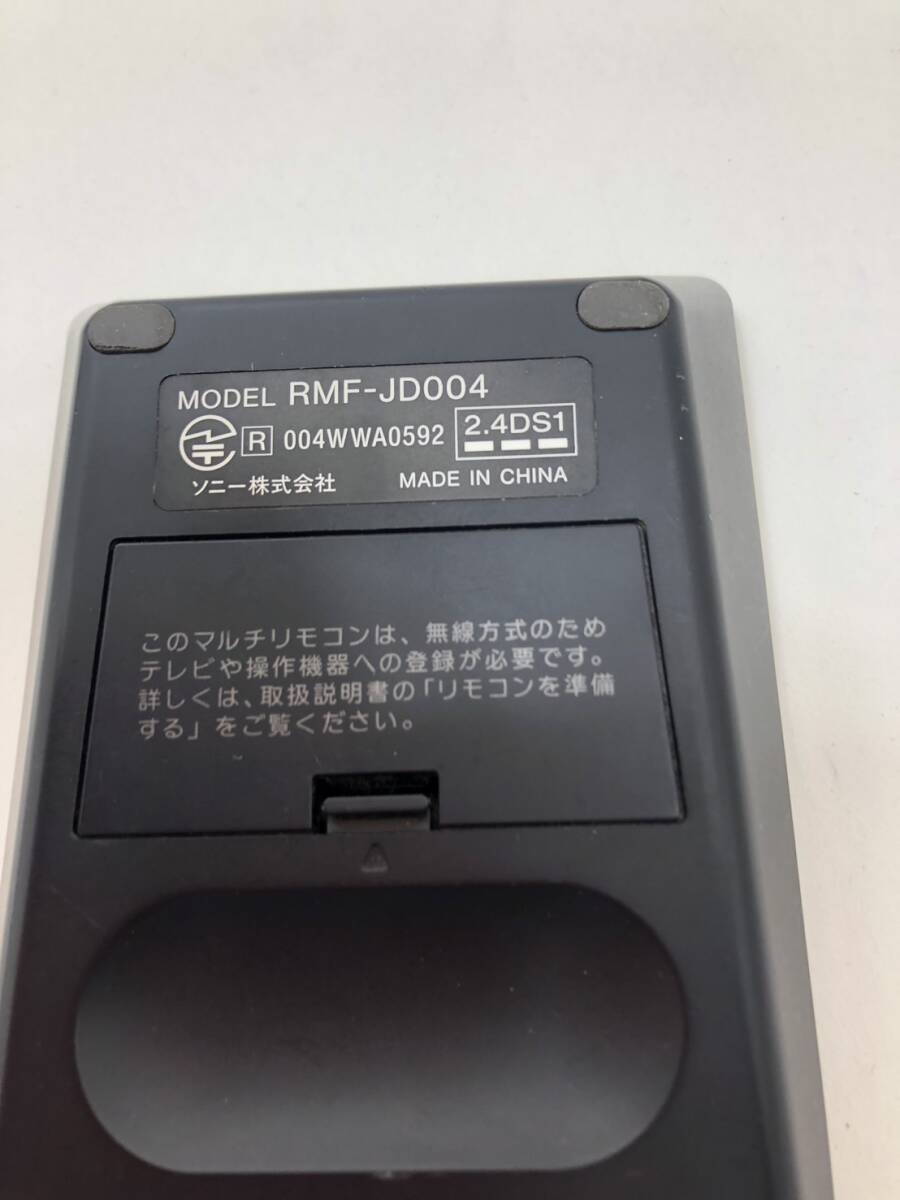 MODEL RMF-JD004
R 004WWA0592 2.4DS1
ソニー株式会社 MADE IN CHINA
このマルチリモコンは、無線方式のため
テレビや操作機器への登録が必要です。
詳しくは、取扱説明書の「リモコンを準備
する」をご覧ください。